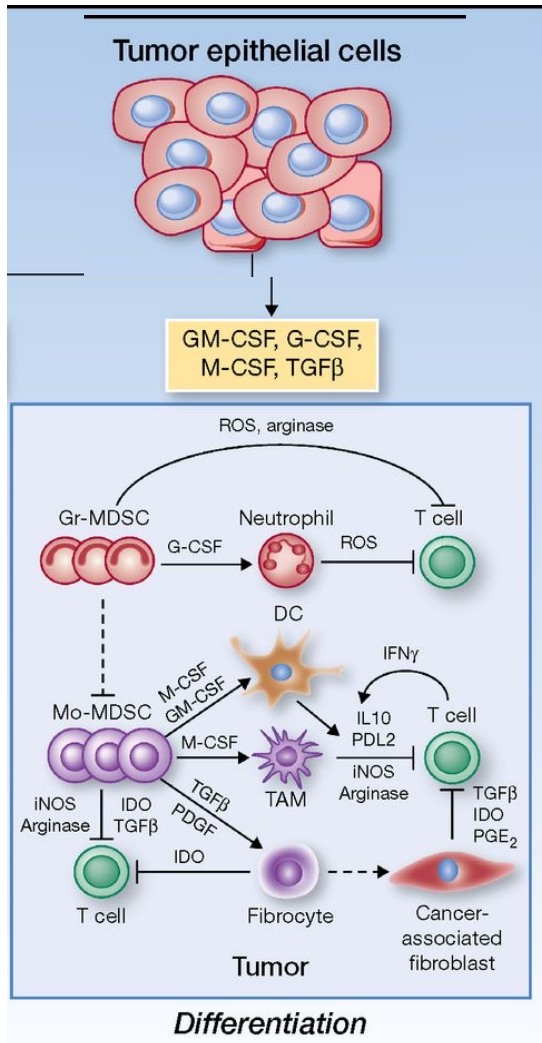 Tumor epithelial cells
GM-CSF, G-CSF,
M-CSF, TGFβ
ROS, arginase
Gr-MDSC
Neutrophil
T cell
G-CSF
ROS
DC
IFNγ
M-CSF
GM-CSF
Mo-MDSC
IL10
PDL2
T cell
M-CSF
iNOS
Arginase
TAM
TGFβ
PDGF
iNOS
Arginase
IDO
TGFβ
TGFβ
IDO
PGE₂
IDO
T cell
Fibrocyte
Cancer-
associated
fibroblast
Tumor
Differentiation